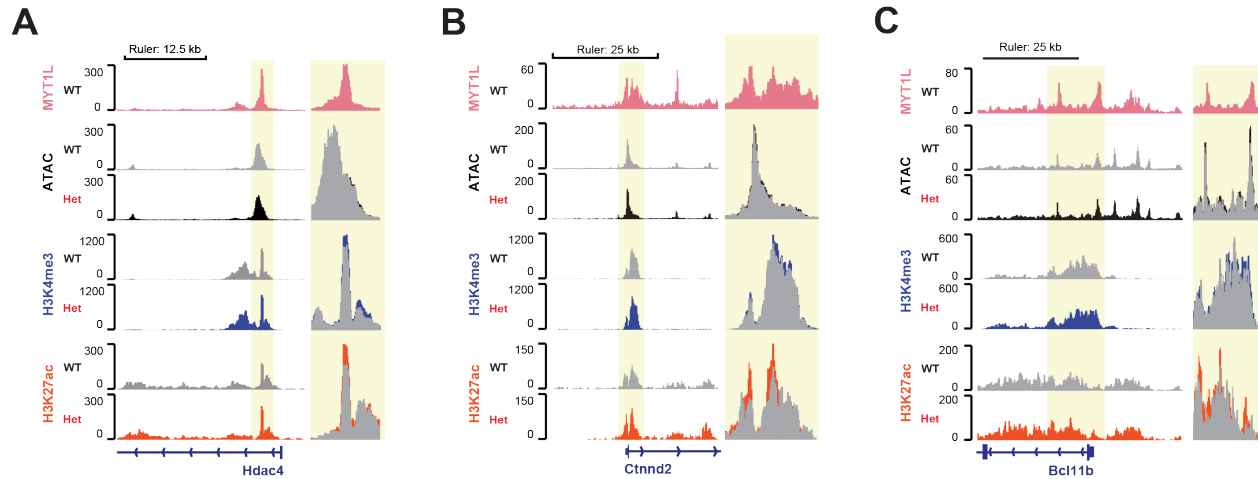 A
Ruler: 12.5 kb
MYT1L
WT
300
0
ATAC
WT
300
0
Het
300
0
H3K4me3
WT
1200
0
Het
1200
0
H3K27ac
WT
300
0
Het
300
0
Hdac4
B
Ruler: 25 kb
MYT1L
WT
60
0
ATAC
WT
200
0
Het
200
0
H3K4me3
WT
1200
0
Het
1200
0
H3K27ac
WT
150
0
Het
150
0
Ctnnd2
C
Ruler: 25 kb
MYT1L
WT
80
0
ATAC
WT
60
0
Het
60
0
H3K4me3
WT
600
0
Het
600
0
H3K27ac
WT
200
0
Het
200
0
Bcl11b